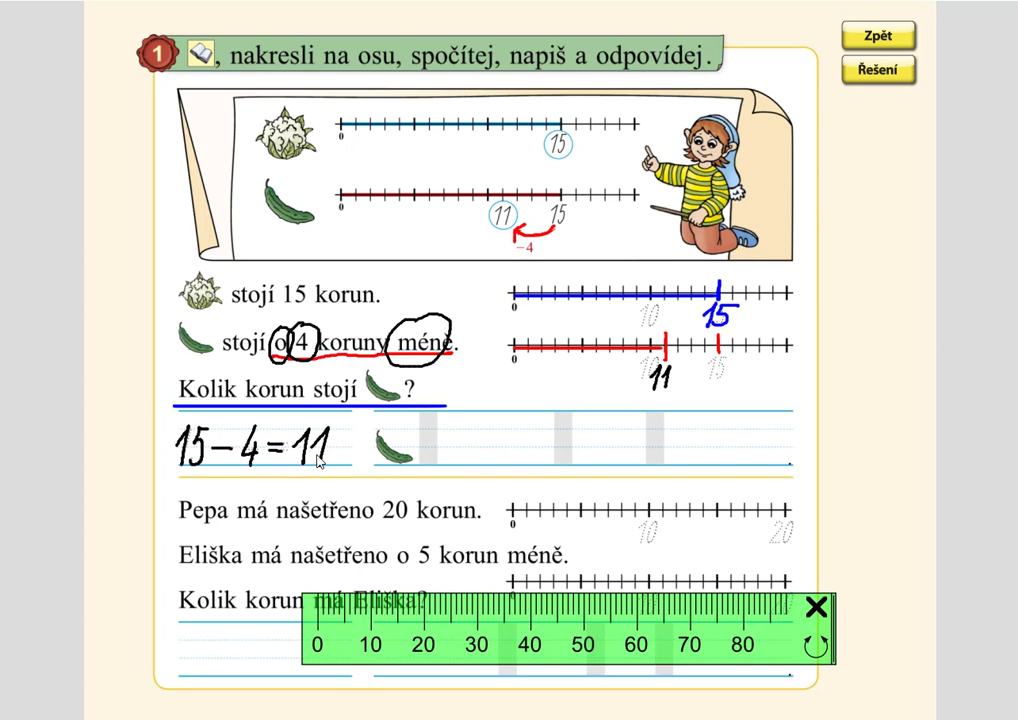 Zpět
1 , nakresli na osu, spočítej, napiš a odpovídej.
Řešení
0
15
0 11 15
−4
stojí 15 korun.
0 10 15
stojí o 4 koruny méně.
0 10 15
11
Kolik korun stojí ?
15 − 4 = 11 .
Pepa má našetřeno 20 korun.
0 10 20
Eliška má našetřeno o 5 korun méně.
Kolik korun má Eliška?
0 10 20 30 40 50 60 70 80
.